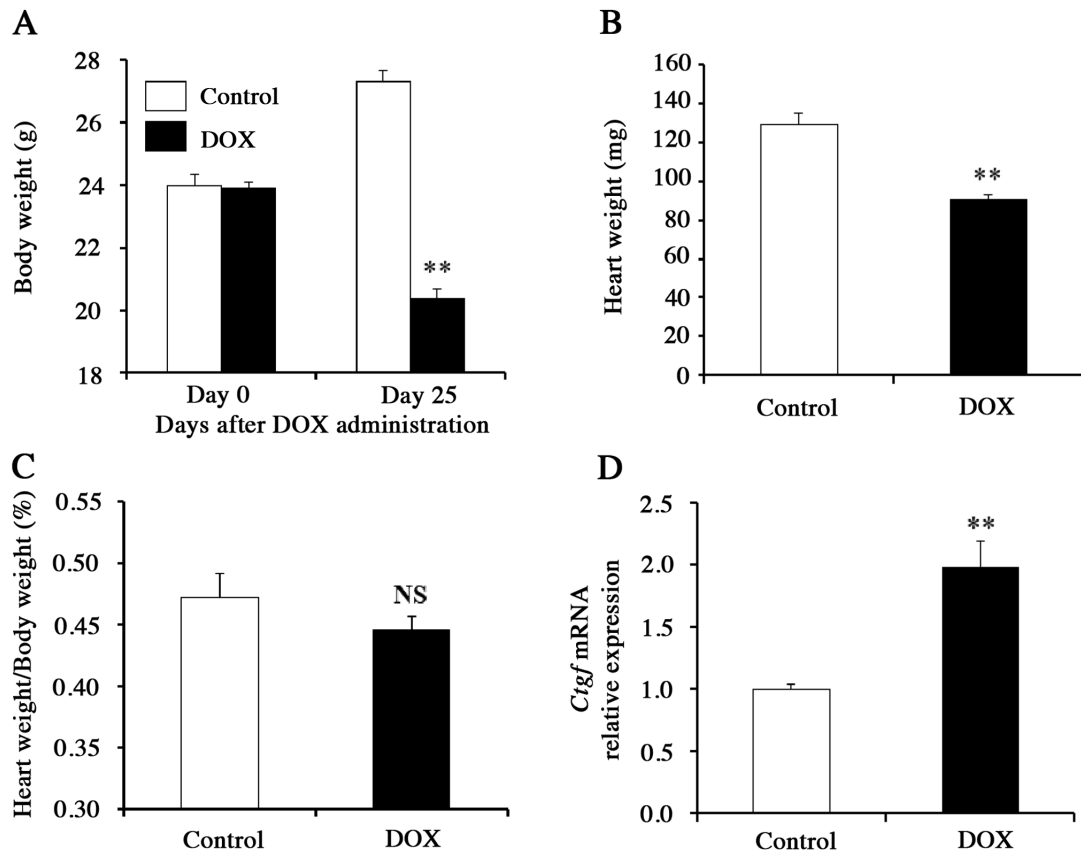 A
Body weight (g)
28
26
24
22
20
18
Control
DOX
**
Day 0
Day 25
Days after DOX administration
B
Heart weight (mg)
160
140
120
100
80
60
40
20
0
**
Control
DOX
C
Heart weight/Body weight (%)
0.55
0.50
0.45
0.40
0.35
0.30
NS
Control
DOX
D
Ctgf mRNA
relative expression
2.5
2.0
1.5
1.0
0.5
0.0
**
Control
DOX